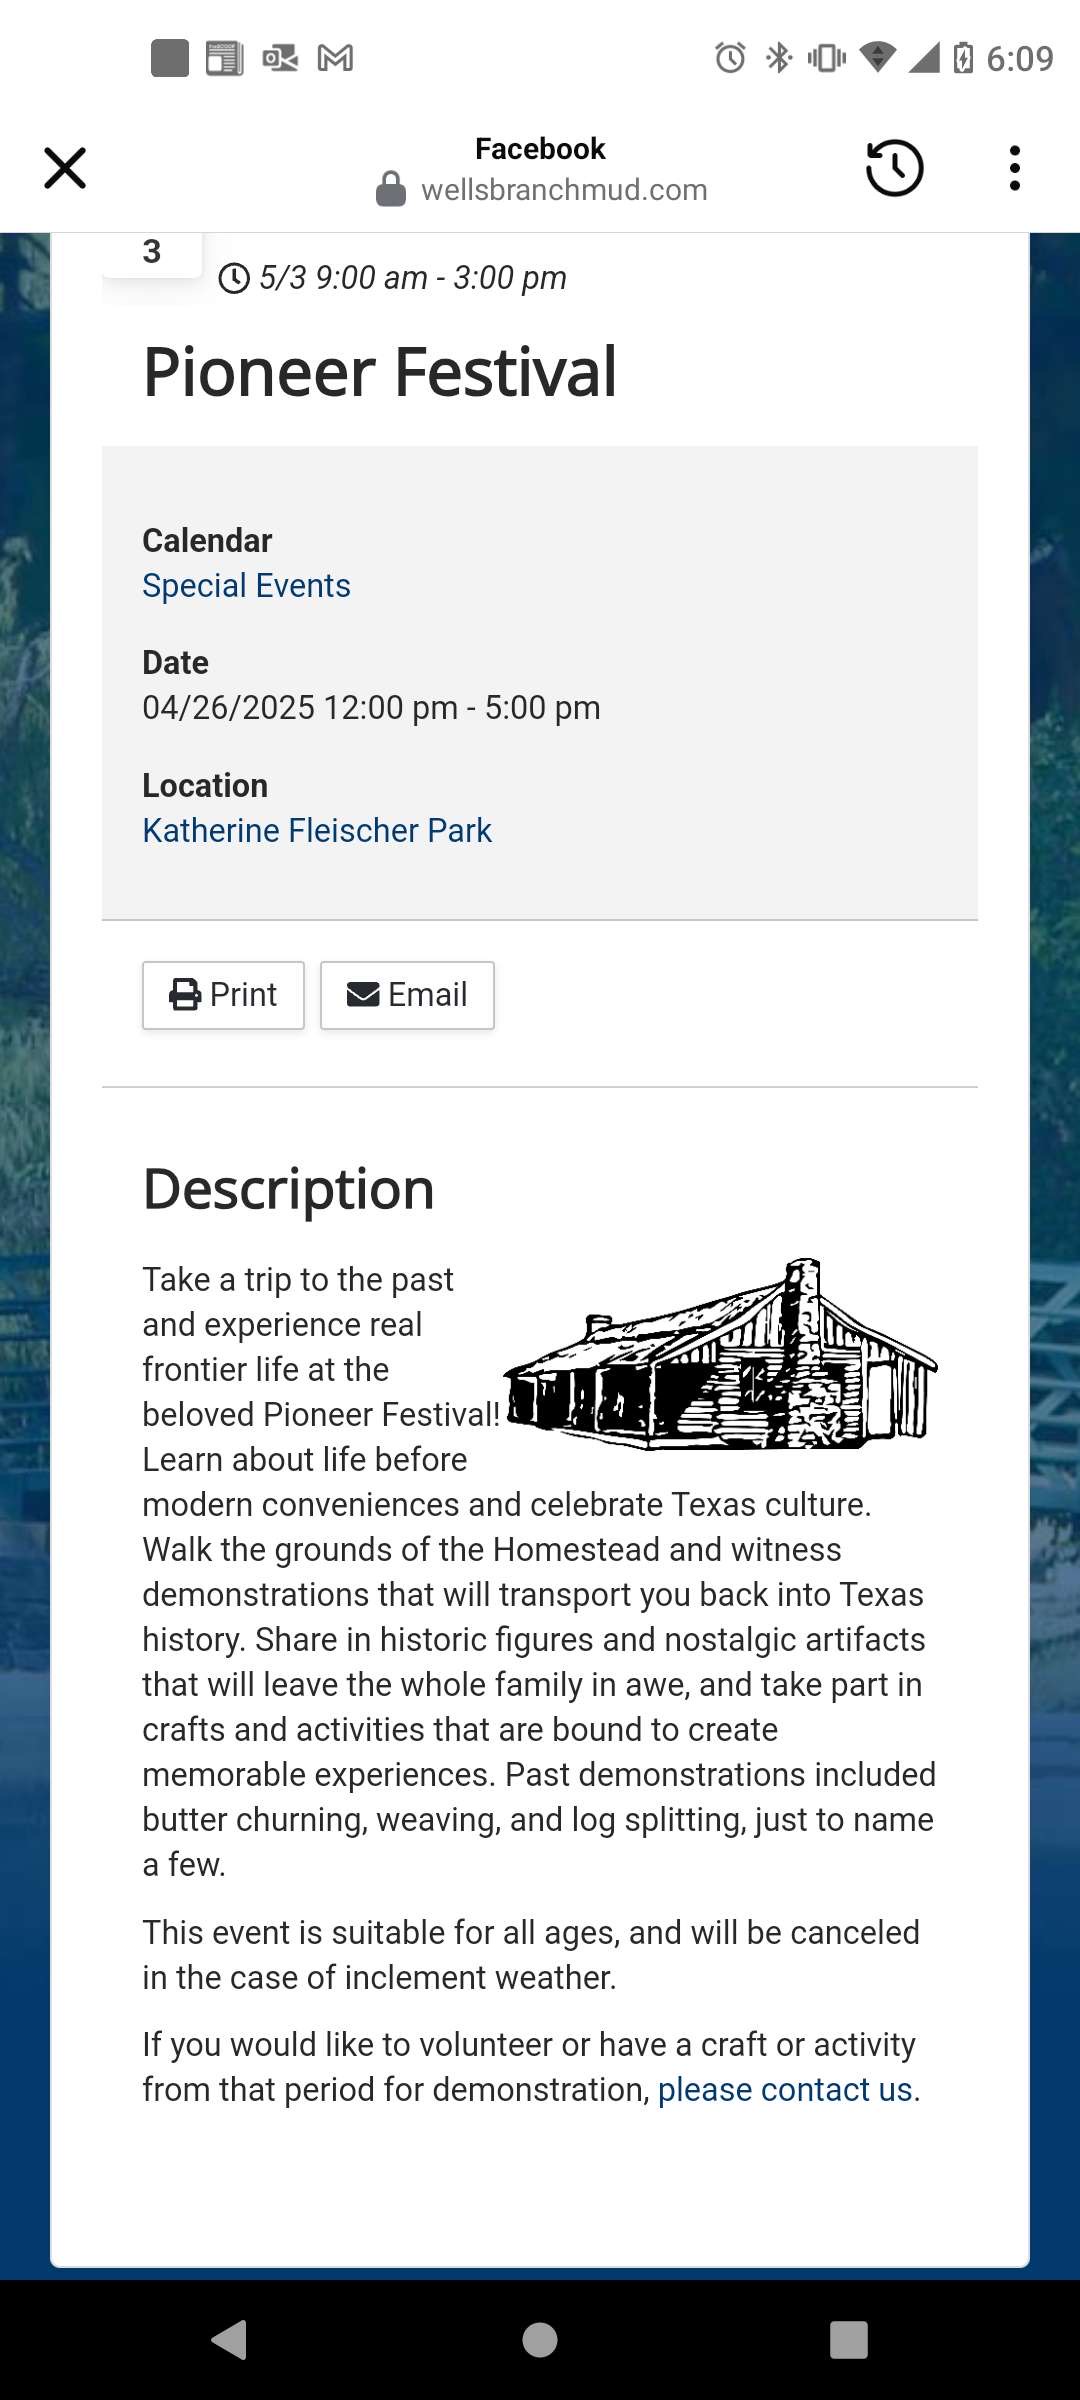 6:09
Facebook
wellsbranchmud.com
3
5/3 9:00 am - 3:00 pm
Pioneer Festival
Calendar
Special Events
Date
04/26/2025 12:00 pm - 5:00 pm
Location
Katherine Fleischer Park
Print
Email
Description
Take a trip to the past
and experience real
frontier life at the
beloved Pioneer Festival!
Learn about life before
modern conveniences and celebrate Texas culture.
Walk the grounds of the Homestead and witness
demonstrations that will transport you back into Texas
history. Share in historic figures and nostalgic artifacts
that will leave the whole family in awe, and take part in
crafts and activities that are bound to create
memorable experiences. Past demonstrations included
butter churning, weaving, and log splitting, just to name
a few.
This event is suitable for all ages, and will be canceled
in the case of inclement weather.
If you would like to volunteer or have a craft or activity
from that period for demonstration, please contact us.